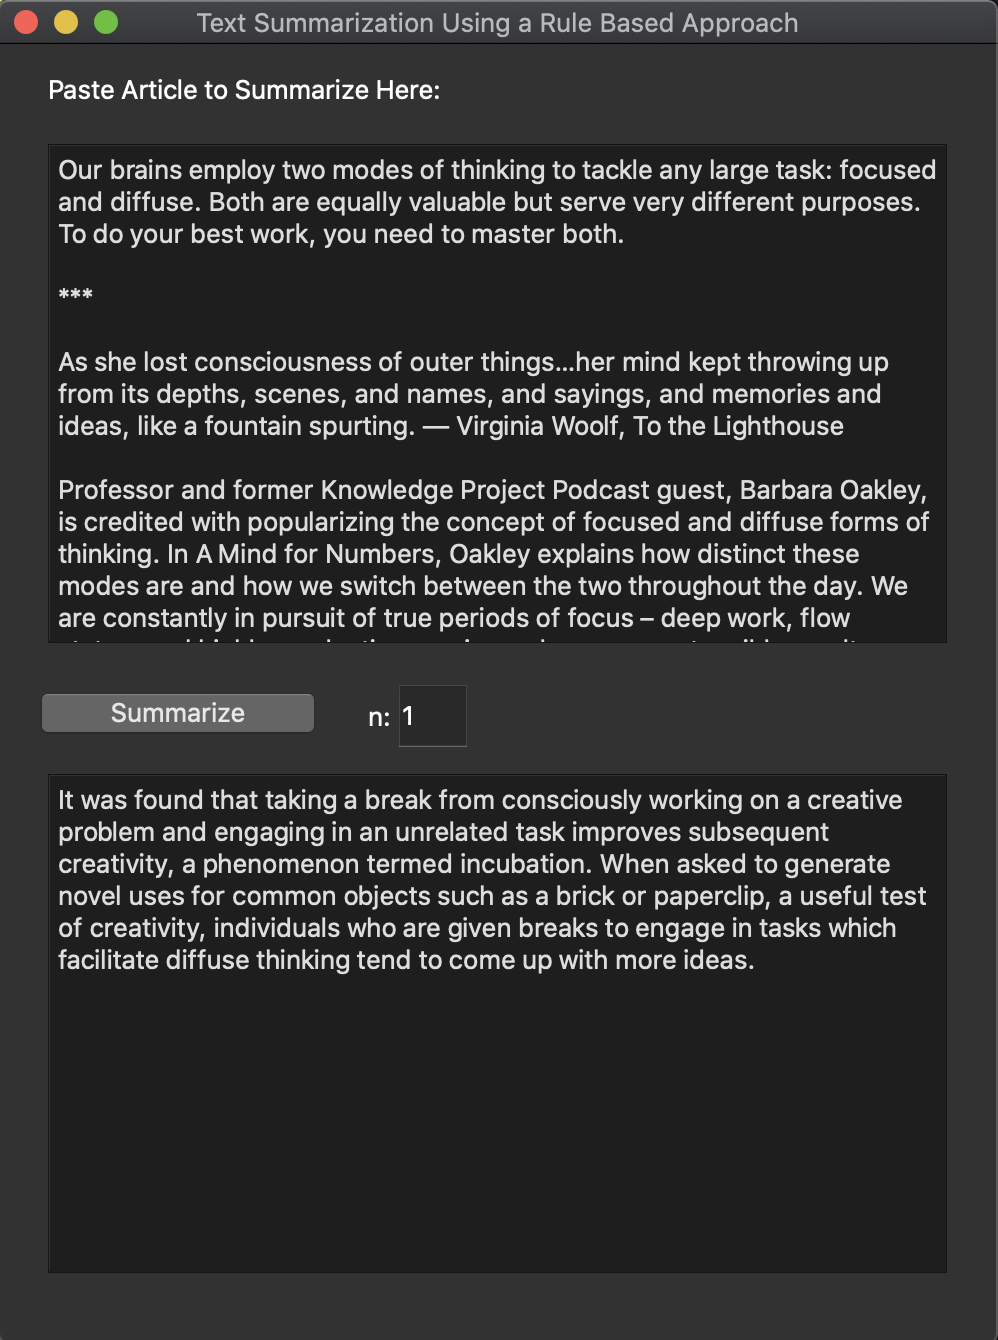 Text Summarization Using a Rule Based Approach
Paste Article to Summarize Here:
Our brains employ two modes of thinking to tackle any large task: focused
and diffuse. Both are equally valuable but serve very different purposes.
To do your best work, you need to master both.
***
As she lost consciousness of outer things...her mind kept throwing up
from its depths, scenes, and names, and sayings, and memories and
ideas, like a fountain spurting. — Virginia Woolf, To the Lighthouse
Professor and former Knowledge Project Podcast guest, Barbara Oakley,
is credited with popularizing the concept of focused and diffuse forms of
thinking. In A Mind for Numbers, Oakley explains how distinct these
modes are and how we switch between the two throughout the day. We
are constantly in pursuit of true periods of focus – deep work, flow
Summarize
n: 1
It was found that taking a break from consciously working on a creative
problem and engaging in an unrelated task improves subsequent
creativity, a phenomenon termed incubation. When asked to generate
novel uses for common objects such as a brick or paperclip, a useful test
of creativity, individuals who are given breaks to engage in tasks which
facilitate diffuse thinking tend to come up with more ideas.